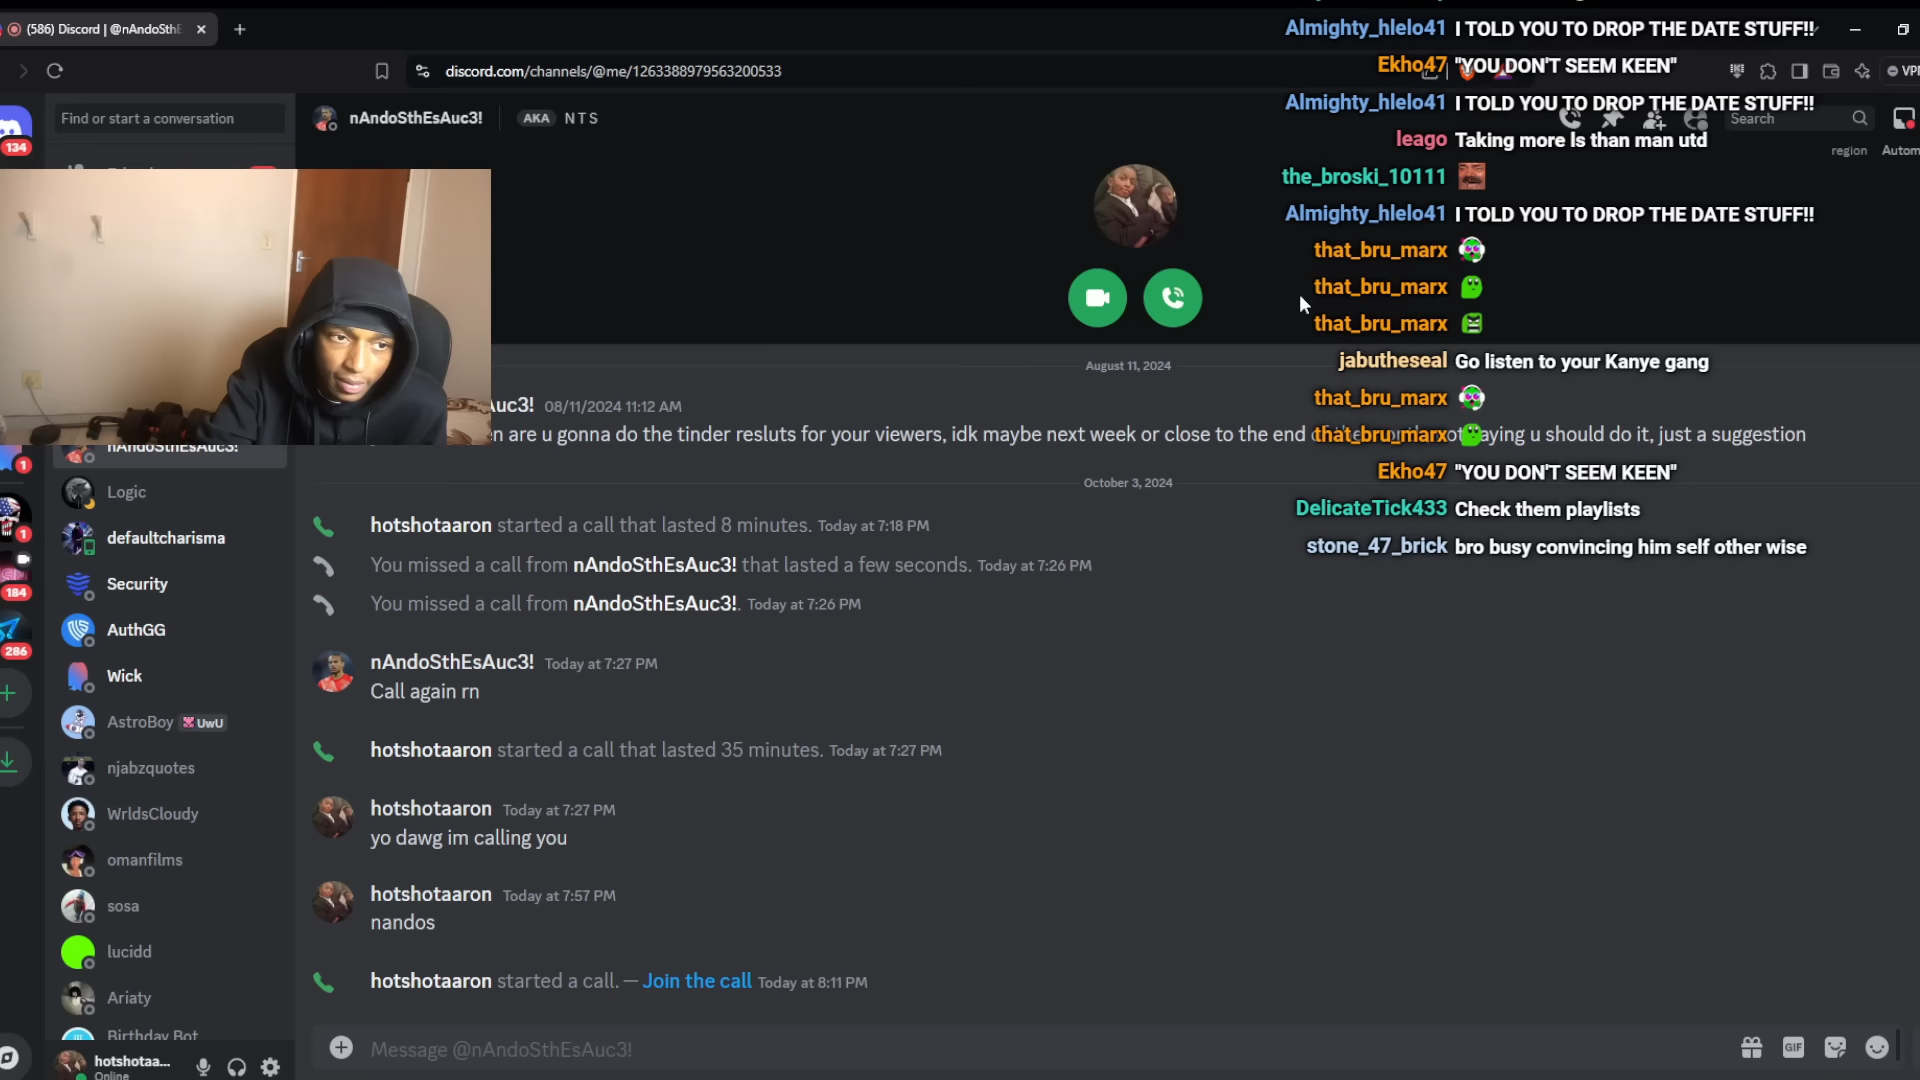 (586) Discord | @nAndoSthE
discord.com/channels/@me/1263388979563200533
VPN
134
Find or start a conversation
nAndoSthEsAuc3!
AKA
NTS
Search
region
Autom
Almighty_hlelo41 I TOLD YOU TO DROP THE DATE STUFF!!
Ekho47 "YOU DON'T SEEM KEEN"
Almighty_hlelo41 I TOLD YOU TO DROP THE DATE STUFF!!
leago Taking more ls than man utd
the_broski_10111
Almighty_hlelo41 I TOLD YOU TO DROP THE DATE STUFF!!
that_bru_marx
that_bru_marx
that_bru_marx
jabutheseal Go listen to your Kanye gang
that_bru_marx
that_bru_marx
Ekho47 "YOU DON'T SEEM KEEN"
DelicateTick433 Check them playlists
stone_47_brick bro busy convincing him self other wise
August 11, 2024
Auc3! 08/11/2024 11:12 AM
n are u gonna do the tinder resluts for your viewers, idk maybe next week or close to the end aying u should do it, just a suggestion
October 3, 2024
hotshotaaron started a call that lasted 8 minutes. Today at 7:18 PM
You missed a call from nAndoSthEsAuc3! that lasted a few seconds. Today at 7:26 PM
You missed a call from nAndoSthEsAuc3!. Today at 7:26 PM
nAndoSthEsAuc3! Today at 7:27 PM
Call again rn
hotshotaaron started a call that lasted 35 minutes. Today at 7:27 PM
hotshotaaron Today at 7:27 PM
yo dawg im calling you
hotshotaaron Today at 7:57 PM
nandos
hotshotaaron started a call. — Join the call Today at 8:11 PM
Message @nAndoSthEsAuc3!
GIF
1
1
184
286
nAndoSthEsAuc3!
Logic
defaultcharisma
Security
AuthGG
Wick
AstroBoy UwU
njabzquotes
WrldsCloudy
omanfilms
sosa
lucidd
Ariaty
Birthday Bot
hotshotaa...
Online